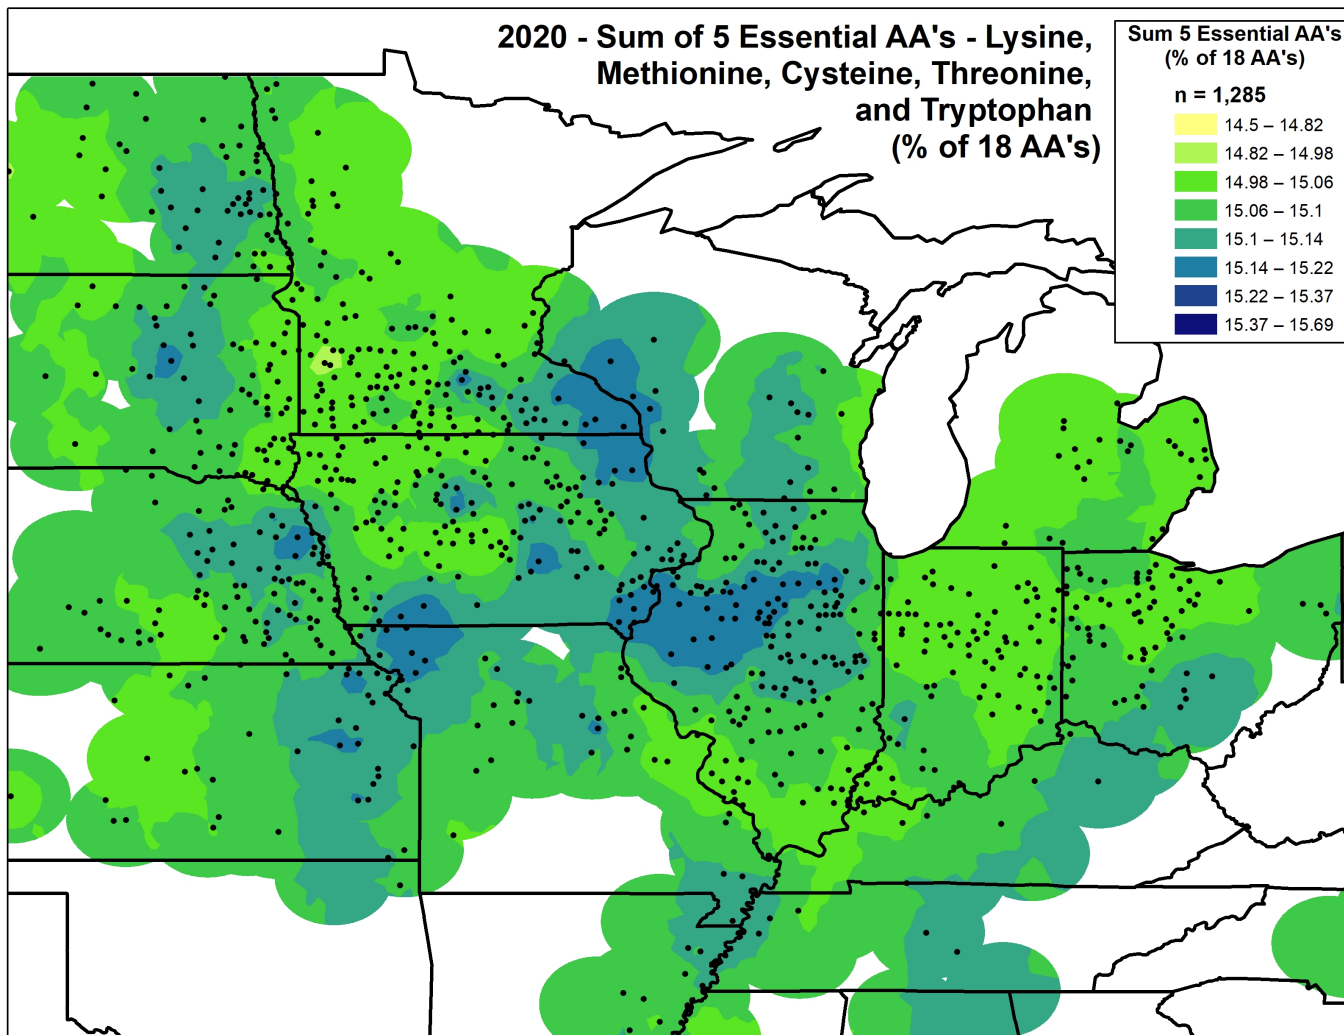 2020 - Sum of 5 Essential AA's - Lysine,
Methionine, Cysteine, Threonine,
and Tryptophan
(% of 18 AA's)
Sum 5 Essential AA's
(% of 18 AA's)
n = 1,285
14.5 – 14.82
14.82 – 14.98
14.98 – 15.06
15.06 – 15.1
15.1 – 15.14
15.14 – 15.22
15.22 – 15.37
15.37 – 15.69